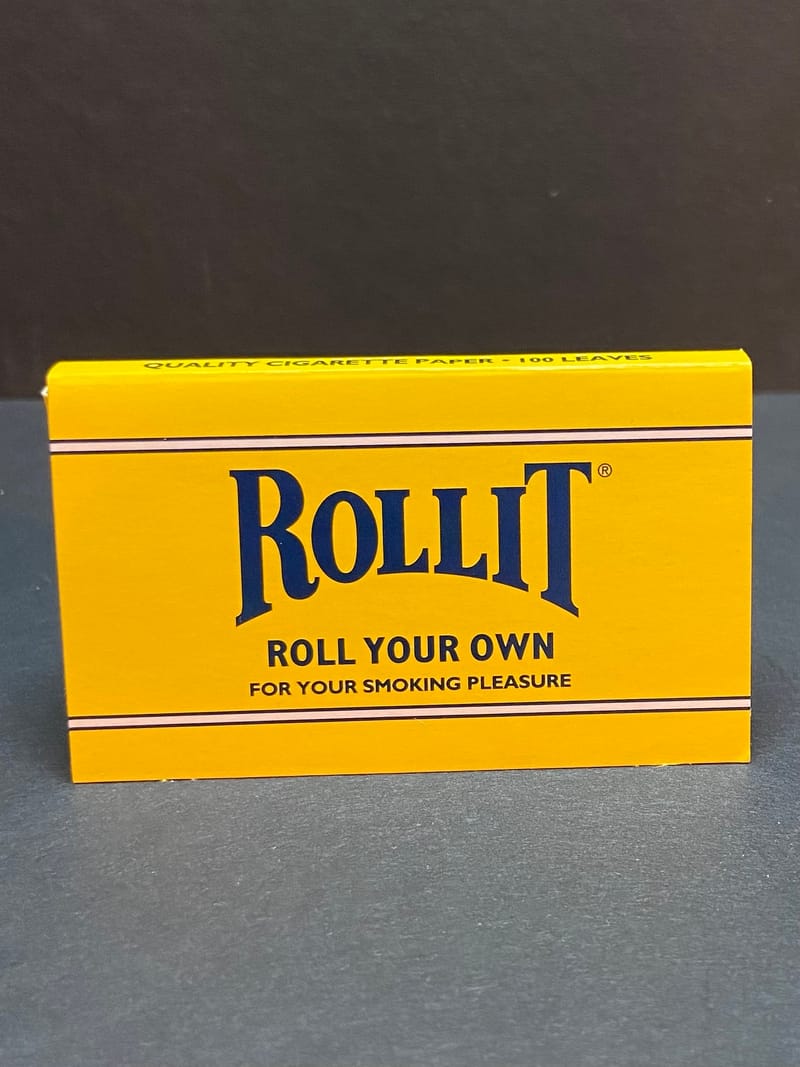 QUALITY CIGARETTE PAPER • 100 LEAVES
ROLLIT®
ROLL YOUR OWN
FOR YOUR SMOKING PLEASURE